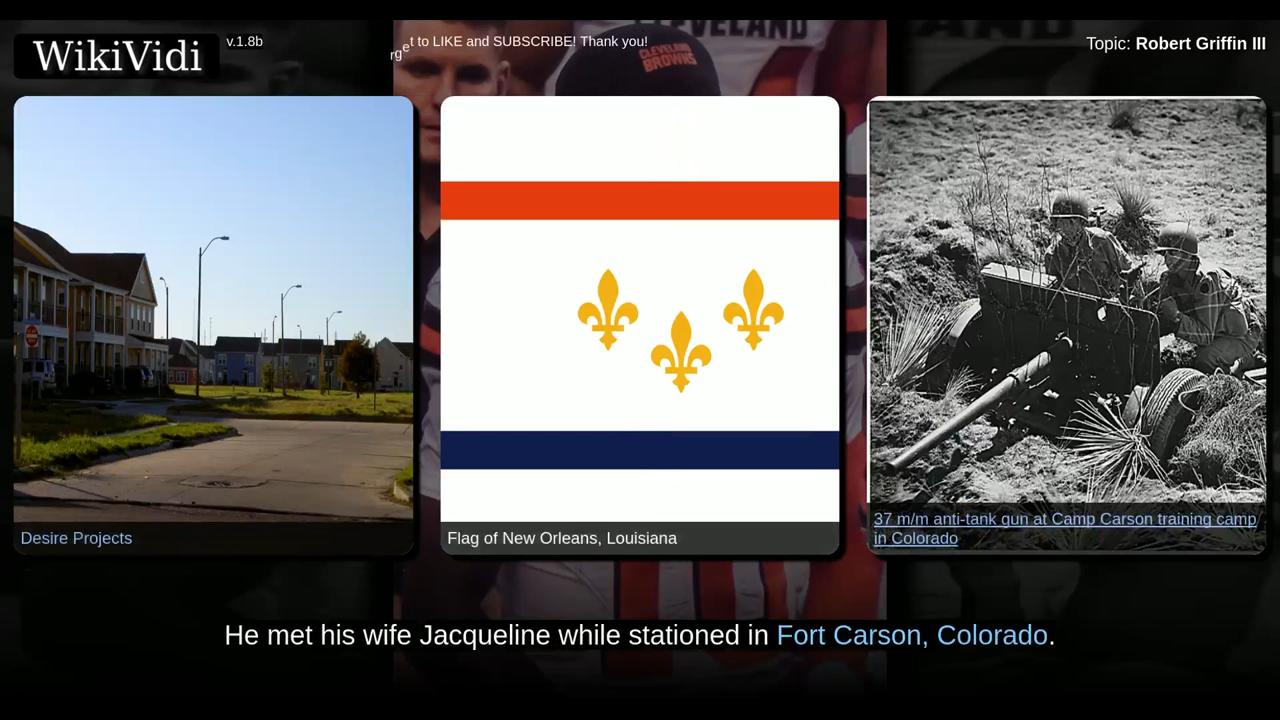 WikiVidi
v.1.8b
rget to LIKE and SUBSCRIBE! Thank you!
Topic: Robert Griffin III
CLEVELAND
CLEVELAND
BROWNS
Desire Projects
Flag of New Orleans, Louisiana
37 m/m anti-tank gun at Camp Carson training camp
in Colorado
He met his wife Jacqueline while stationed in Fort Carson, Colorado.